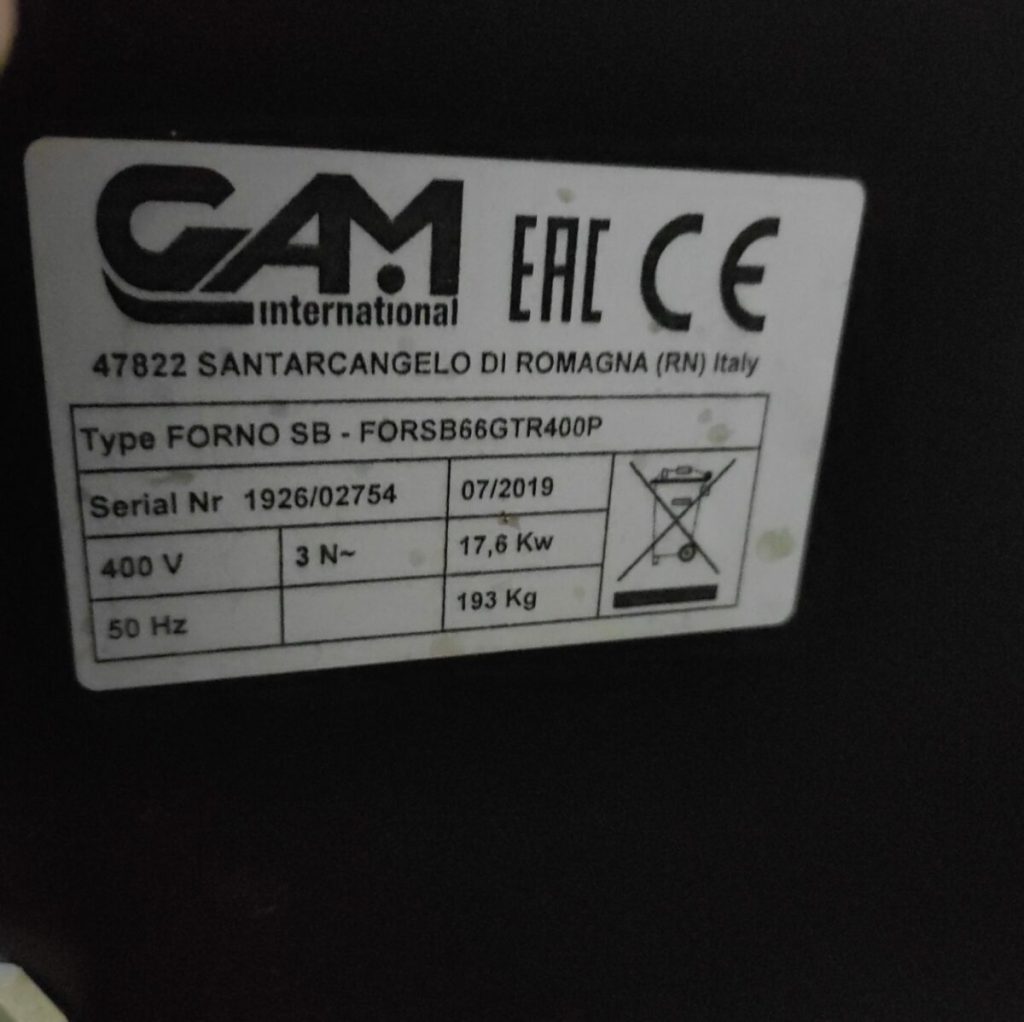 GAM
international
EAC CE
47822 SANTARCANGELO DI ROMAGNA (RN) Italy
Type FORNO SB - FORSB66GTR400P
Serial Nr 1926/02754 07/2019
400 V 3 N~ 17,6 Kw
50 Hz 193 Kg